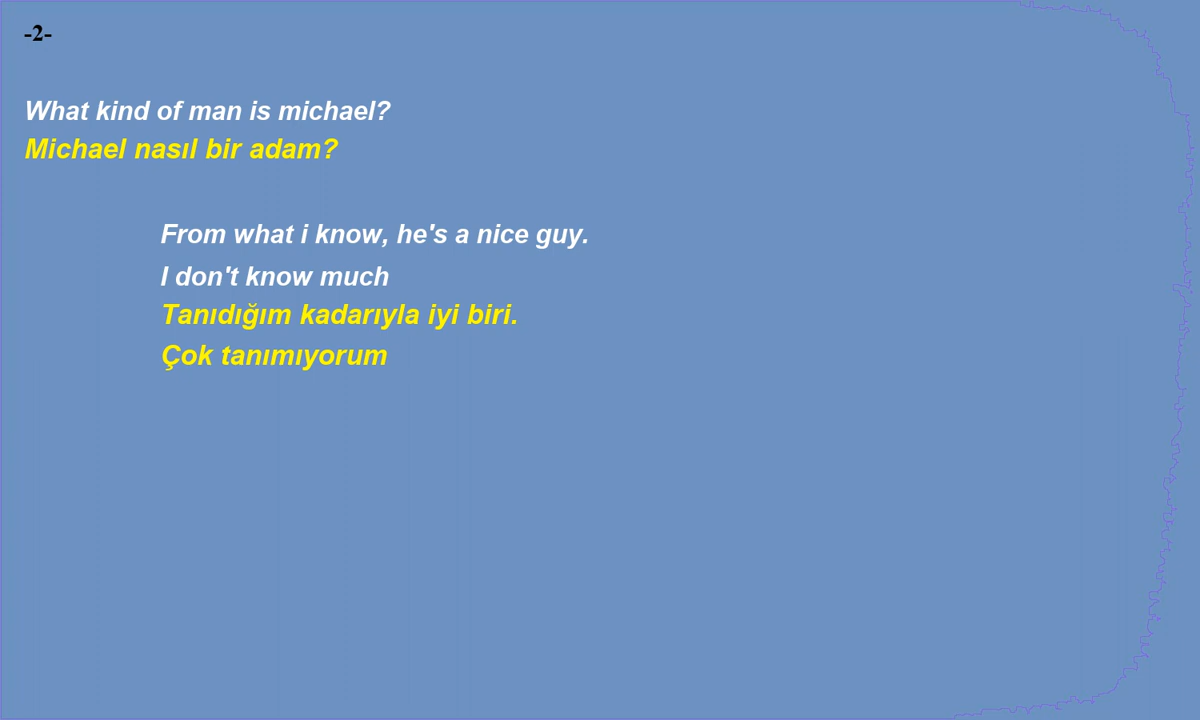 -2-
What kind of man is michael?
Michael nasıl bir adam?
From what i know, he's a nice guy.
I don't know much
Tanıdığım kadarıyla iyi biri.
Çok tanımıyorum